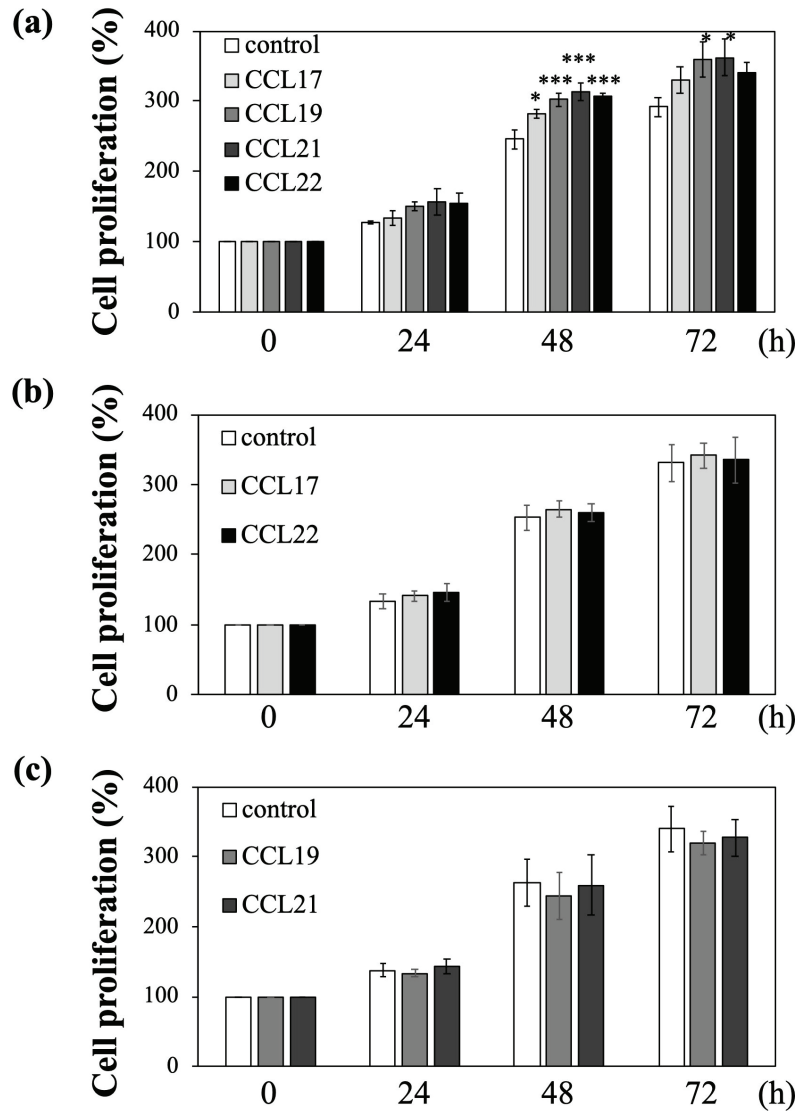 (a)
Cell proliferation (%)
400
300
200
100
0
control
CCL17
CCL19
CCL21
CCL22
*
***
***
***
*
*
0 24 48 72 (h)
(b)
Cell proliferation (%)
400
300
200
100
0
control
CCL17
CCL22
0 24 48 72 (h)
(c)
Cell proliferation (%)
400
300
200
100
0
control
CCL19
CCL21
0 24 48 72 (h)